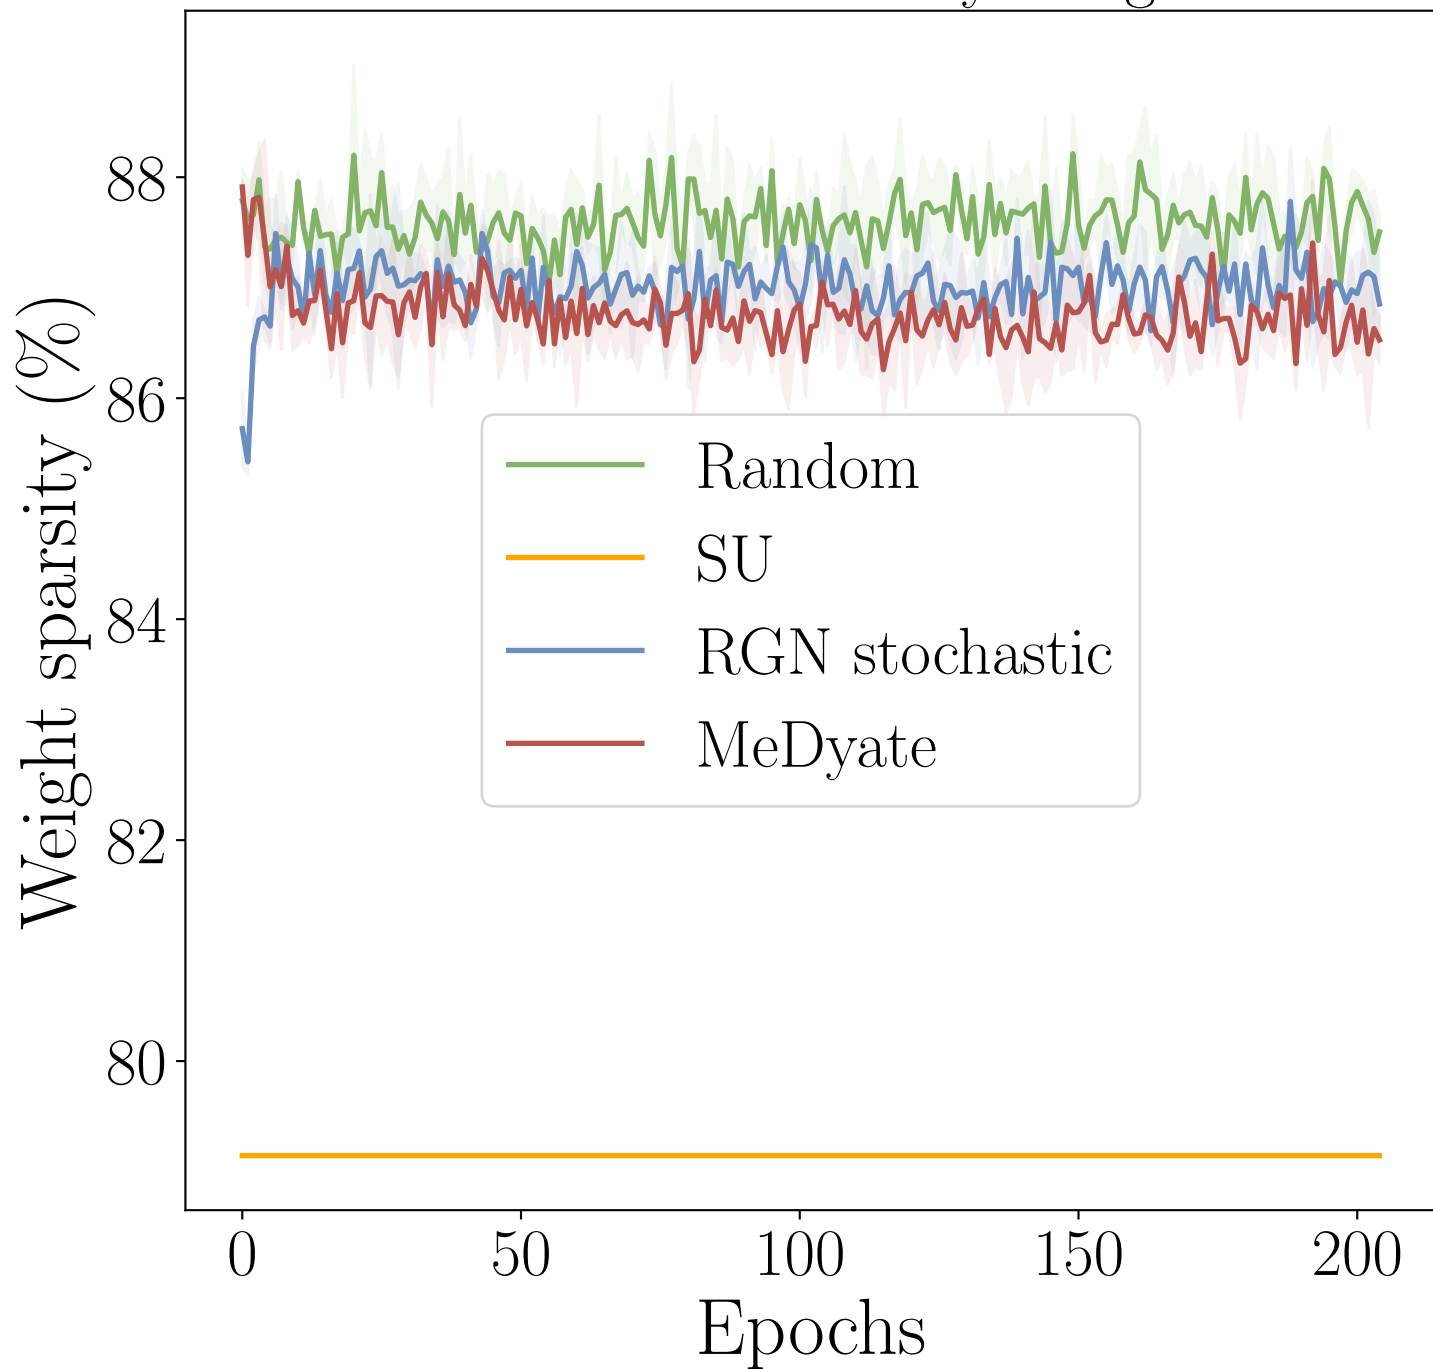 Weight sparsity (%)
88
86
84
82
80
Random
SU
RGN stochastic
MeDyate
0 50 100 150 200
Epochs